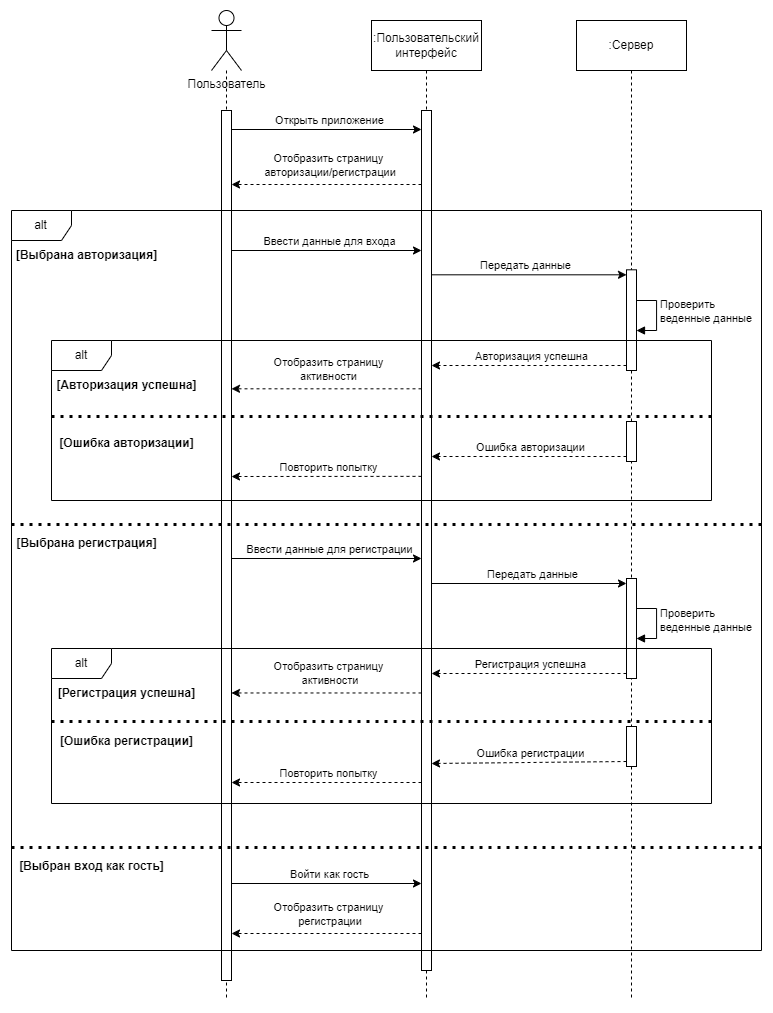 :Пользовательский
интерфейс
:Сервер
Пользователь
Открыть приложение
Отобразить страницу
авторизации/регистрации
alt
[Выбрана авторизация]
Ввести данные для входа
Передать данные
Проверить
веденные данные
alt
[Авторизация успешна]
Отобразить страницу
активности
Авторизация успешна
[Ошибка авторизации]
Ошибка авторизации
Повторить попытку
[Выбрана регистрация]
Ввести данные для регистрации
Передать данные
Проверить
веденные данные
alt
[Регистрация успешна]
Отобразить страницу
активности
Регистрация успешна
[Ошибка регистрации]
Ошибка регистрации
Повторить попытку
[Выбран вход как гость]
Войти как гость
Отобразить страницу
регистрации